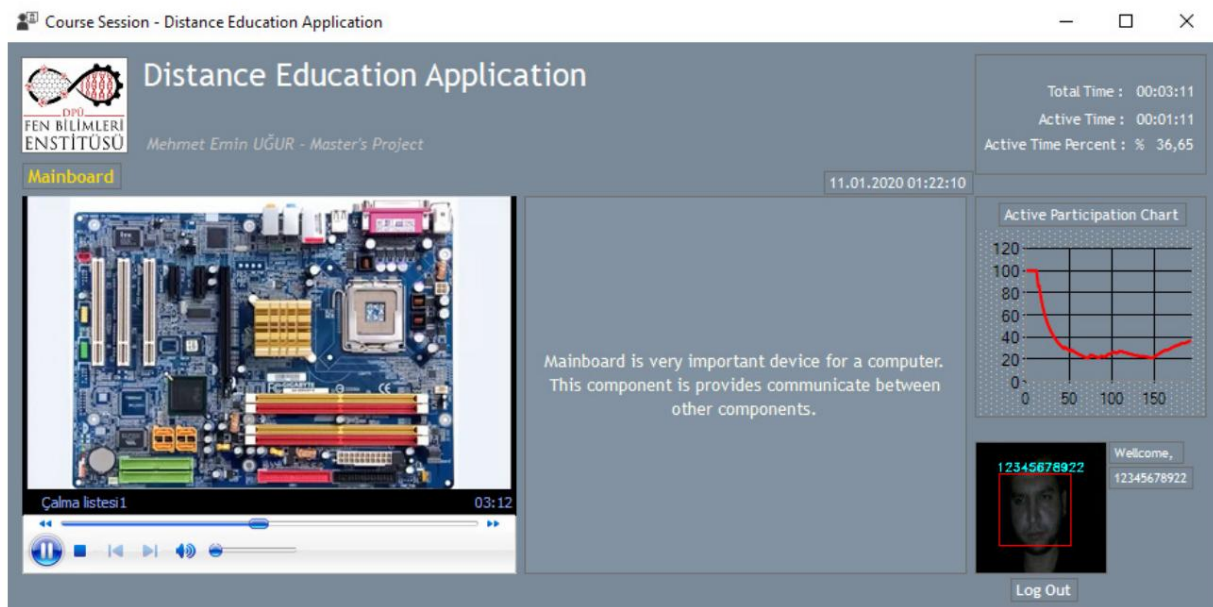 Course Session - Distance Education Application
DPÜ
FEN BİLİMLERİ
ENSTİTÜSÜ
Distance Education Application
Mehmet Emin UĞUR - Master's Project
Total Time : 00:03:11
Active Time : 00:01:11
Active Time Percent : % 36,65
Mainboard
11.01.2020 01:22:10
Mainboard is very important device for a computer.
This component is provides communicate between
other components.
Active Participation Chart
120
100
80
60
40
20
0
0 50 100 150
GIGABYTE
Çalma listesi1 03:12
12345678922
Wellcome,
12345678922
Log Out